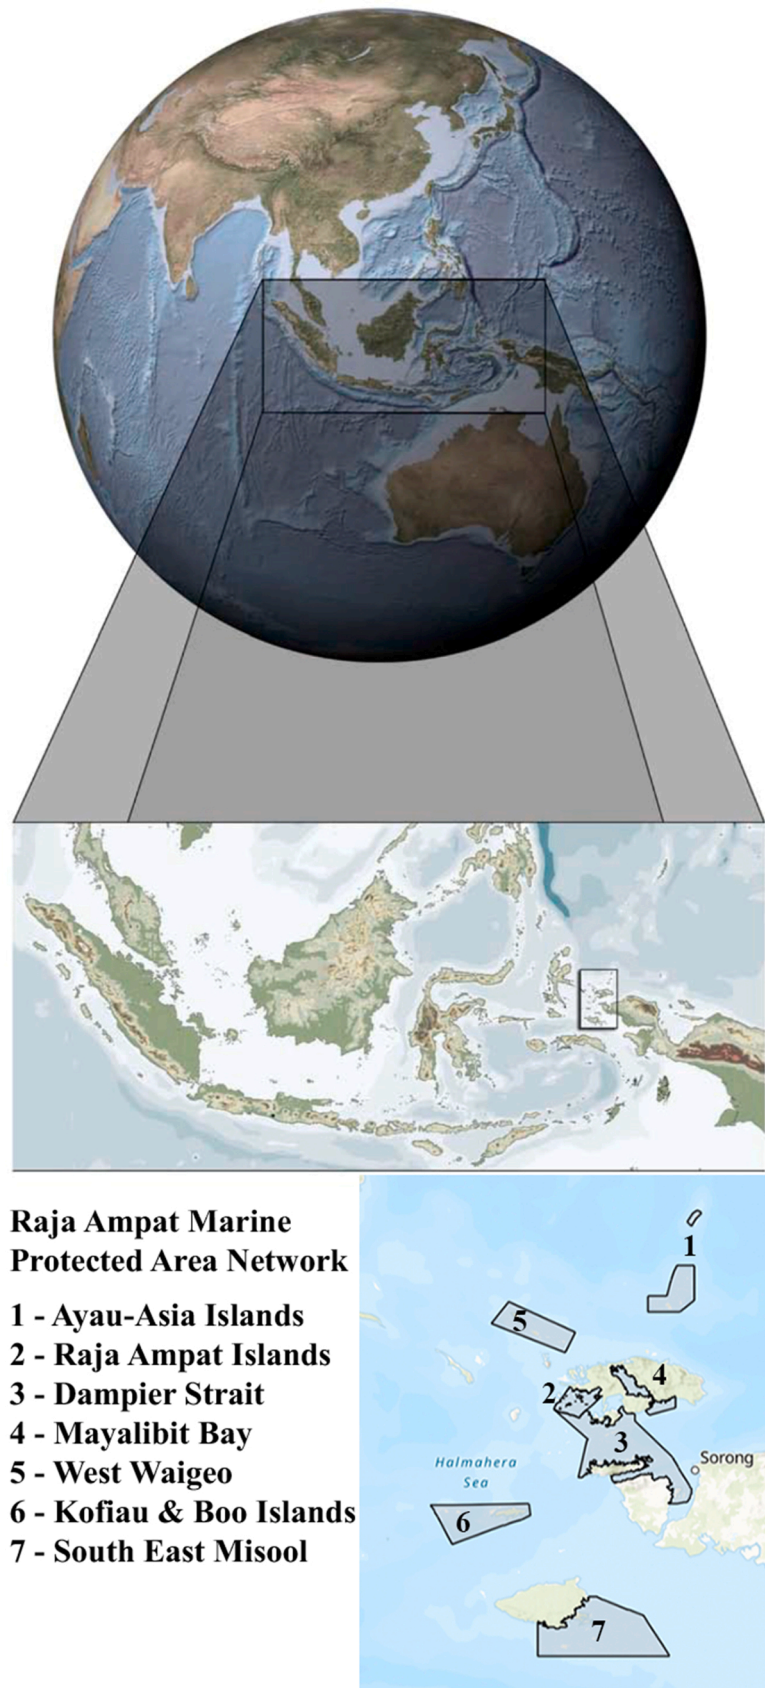 Raja Ampat Marine
Protected Area Network
1 - Ayau-Asia Islands
2 - Raja Ampat Islands
3 - Dampier Strait
4 - Mayalibit Bay
5 - West Waigeo
6 - Kofiau & Boo Islands
7 - South East Misool
1
5
4
2
3
Sorong
Halmahera
Sea
6
7